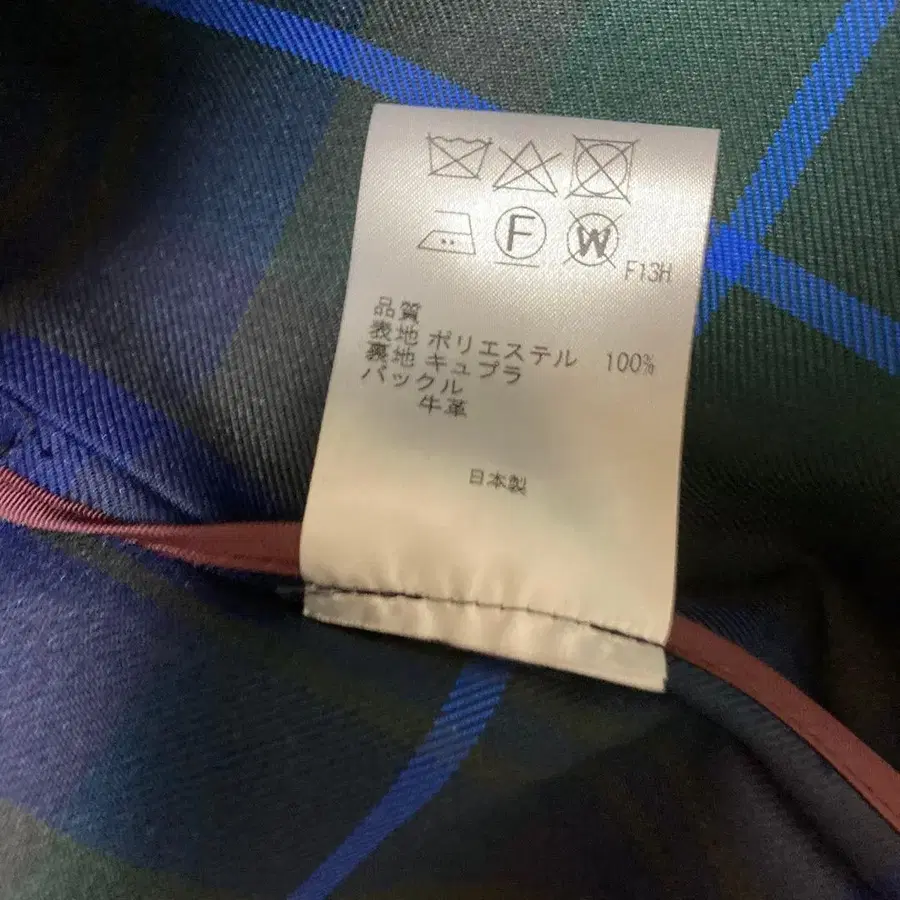 F
W
F13H
品質
表地 ポリエステル 100%
裏地 キュプラ
バックル
牛革
日本製